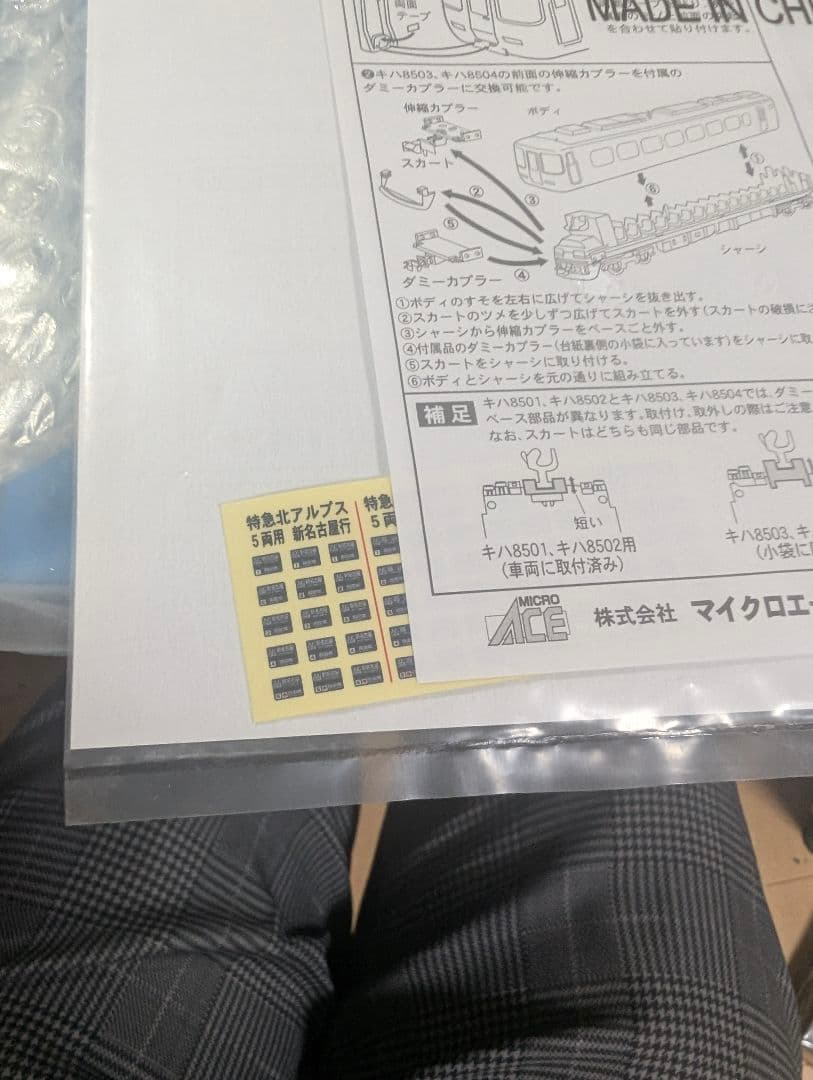 両面
テープ
MADE IN CH
を合わせて貼り付けます。
❷キハ8503、キハ8504の前面の伸縮カプラーを付属の
ダミーカプラーに交換可能です。
伸縮カプラー
ボディ
スカート
①
②
③
⑥
⑤
シャーシ
ダミーカプラー
④
①ボディのすそを左右に広げてシャーシを抜き出す。
②スカートのツメを少しずつ広げてスカートを外す(スカートの破損に
③シャーシから伸縮カプラーをベースごと外す。
④付属品のダミーカプラー(台紙裏側の小袋に入っています)をシャーシに取
⑤スカートをシャーシに取り付ける。
⑥ボディとシャーシを元の通りに組み立てる。
補足
キハ8501、キハ8502とキハ8503、キハ8504では、ダミー
ベース部品が異なります。取付け、取外しの際はご注意
なお、スカートはどちらも同じ部品です。
短い
キハ8501、キハ8502用
(車両に取付済み)
キハ8503、キ
(小袋に
MICRO
ACE
株式会社 マイクロエー
特急北アルプス
5両用 新名古屋行
特急
5両